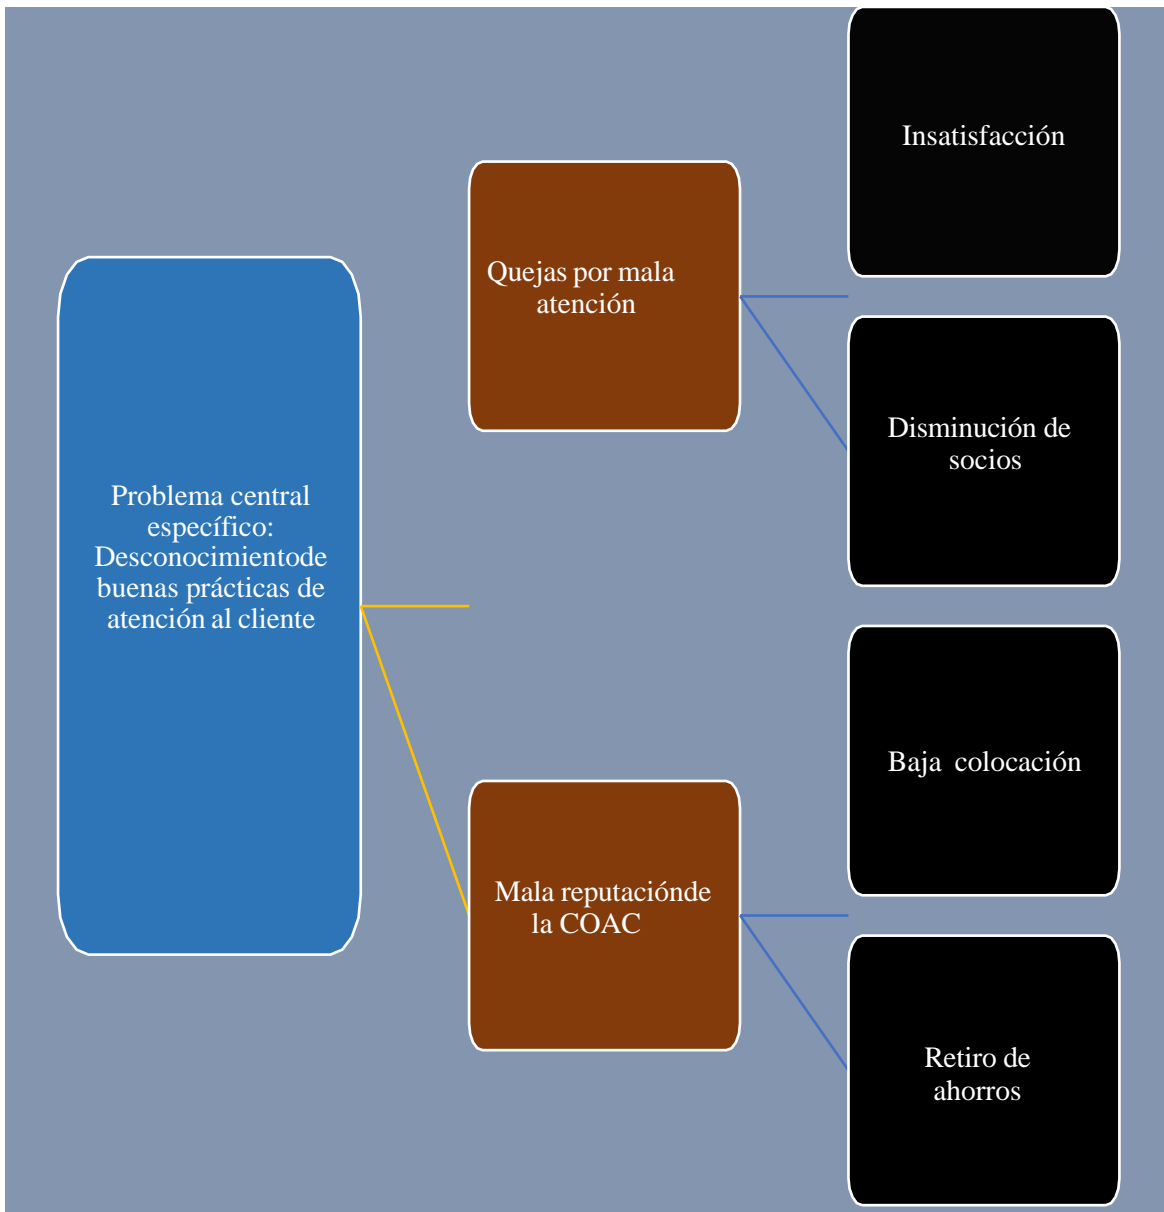 Problema central
específico:
Desconocimientode
buenas prácticas de
atención al cliente
Quejas por mala
atención
Insatisfacción
Disminución de
socios
Mala reputaciónde
la COAC
Baja colocación
Retiro de
ahorros